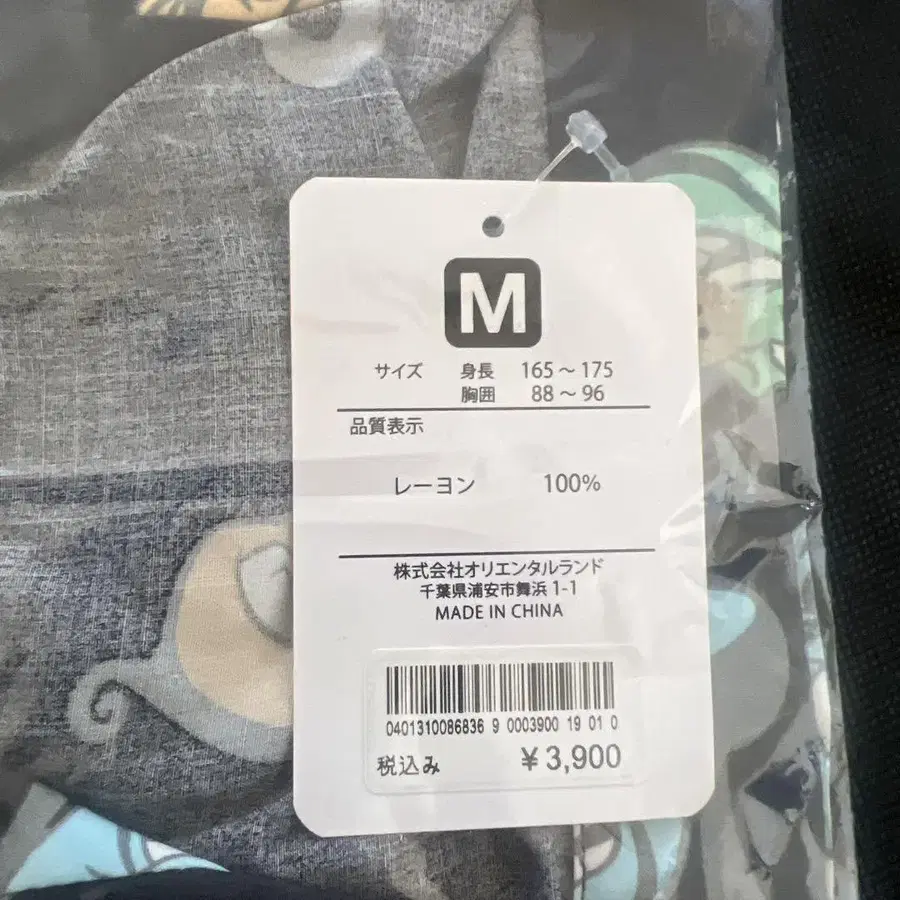 M
サイズ 身長 165～175
胸囲 88～96
品質表示
レーヨン 100%
株式会社オリエンタルランド
千葉県浦安市舞浜 1-1
MADE IN CHINA
0401310086836 9 0003900 19 01 0
税込み ¥3,900